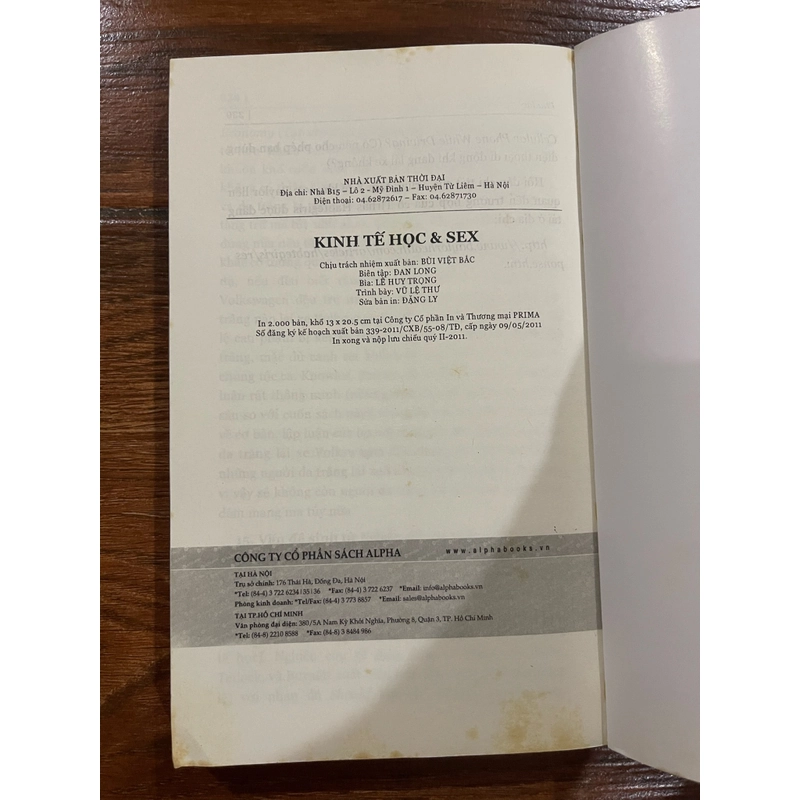 NHÀ XUẤT BẢN THỜI ĐẠI
Địa chỉ: Nhà B15 – Lô 2 - Mỹ Đình 1 – Huyện Từ Liêm – Hà Nội
Điện thoại: 04.62872617 – Fax: 04.62871730
KINH TẾ HỌC & SEX
Chịu trách nhiệm xuất bản: BÙI VIỆT BẮC
Biên tập: ĐAN LONG
Bìa: LÊ HUY TRỌNG
Trình bày: VŨ LỆ THƯ
Sửa bản in: ĐẶNG LY
In 2.000 bản, khổ 13 x 20.5 cm tại Công ty Cổ phần In và Thương mại PRIMA
Số đăng ký kế hoạch xuất bản 339-2011/CXB/55-08/TĐ, cấp ngày 09/05/2011
In xong và nộp lưu chiểu quý II-2011.
CÔNG TY CỔ PHẦN SÁCH ALPHA
www.alphabooks.vn
TẠI HÀ NỘI
Trụ sở chính: 176 Thái Hà, Đống Đa, Hà Nội
*Tel: (84-4) 3 722 6234|35|36 *Fax: (84-4) 3 722 6237 *Email: info@alphabooks.vn
Phòng kinh doanh: *Tel/Fax: (84-4) 3 773 8857 *Email: sales@alphabooks.vn
TẠI TP.HỒ CHÍ MINH
Văn phòng đại diện: 380/5A Nam Kỳ Khởi Nghĩa, Phường 8, Quận 3, TP. Hồ Chí Minh
*Tel: (84-8) 2210 8588 *Fax: (84-8) 3 8484 986